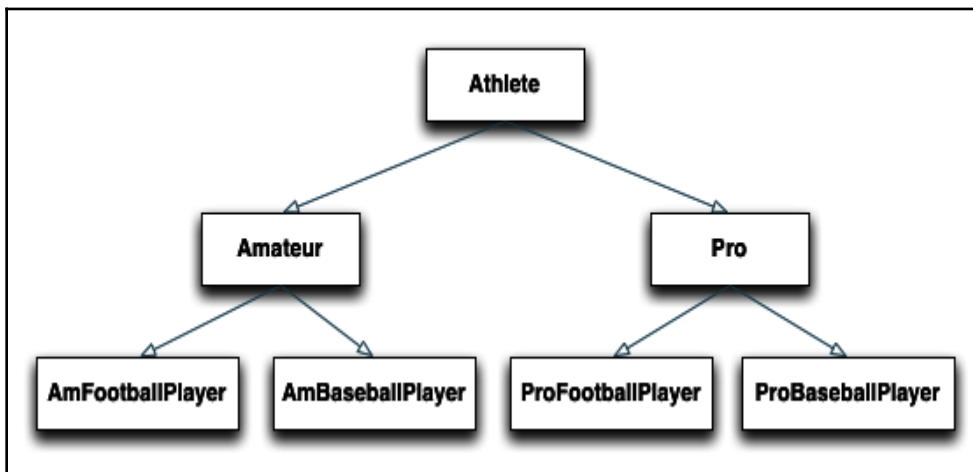 Athlete
Amateur
Pro
AmFootballPlayer
AmBaseballPlayer
ProFootballPlayer
ProBaseballPlayer